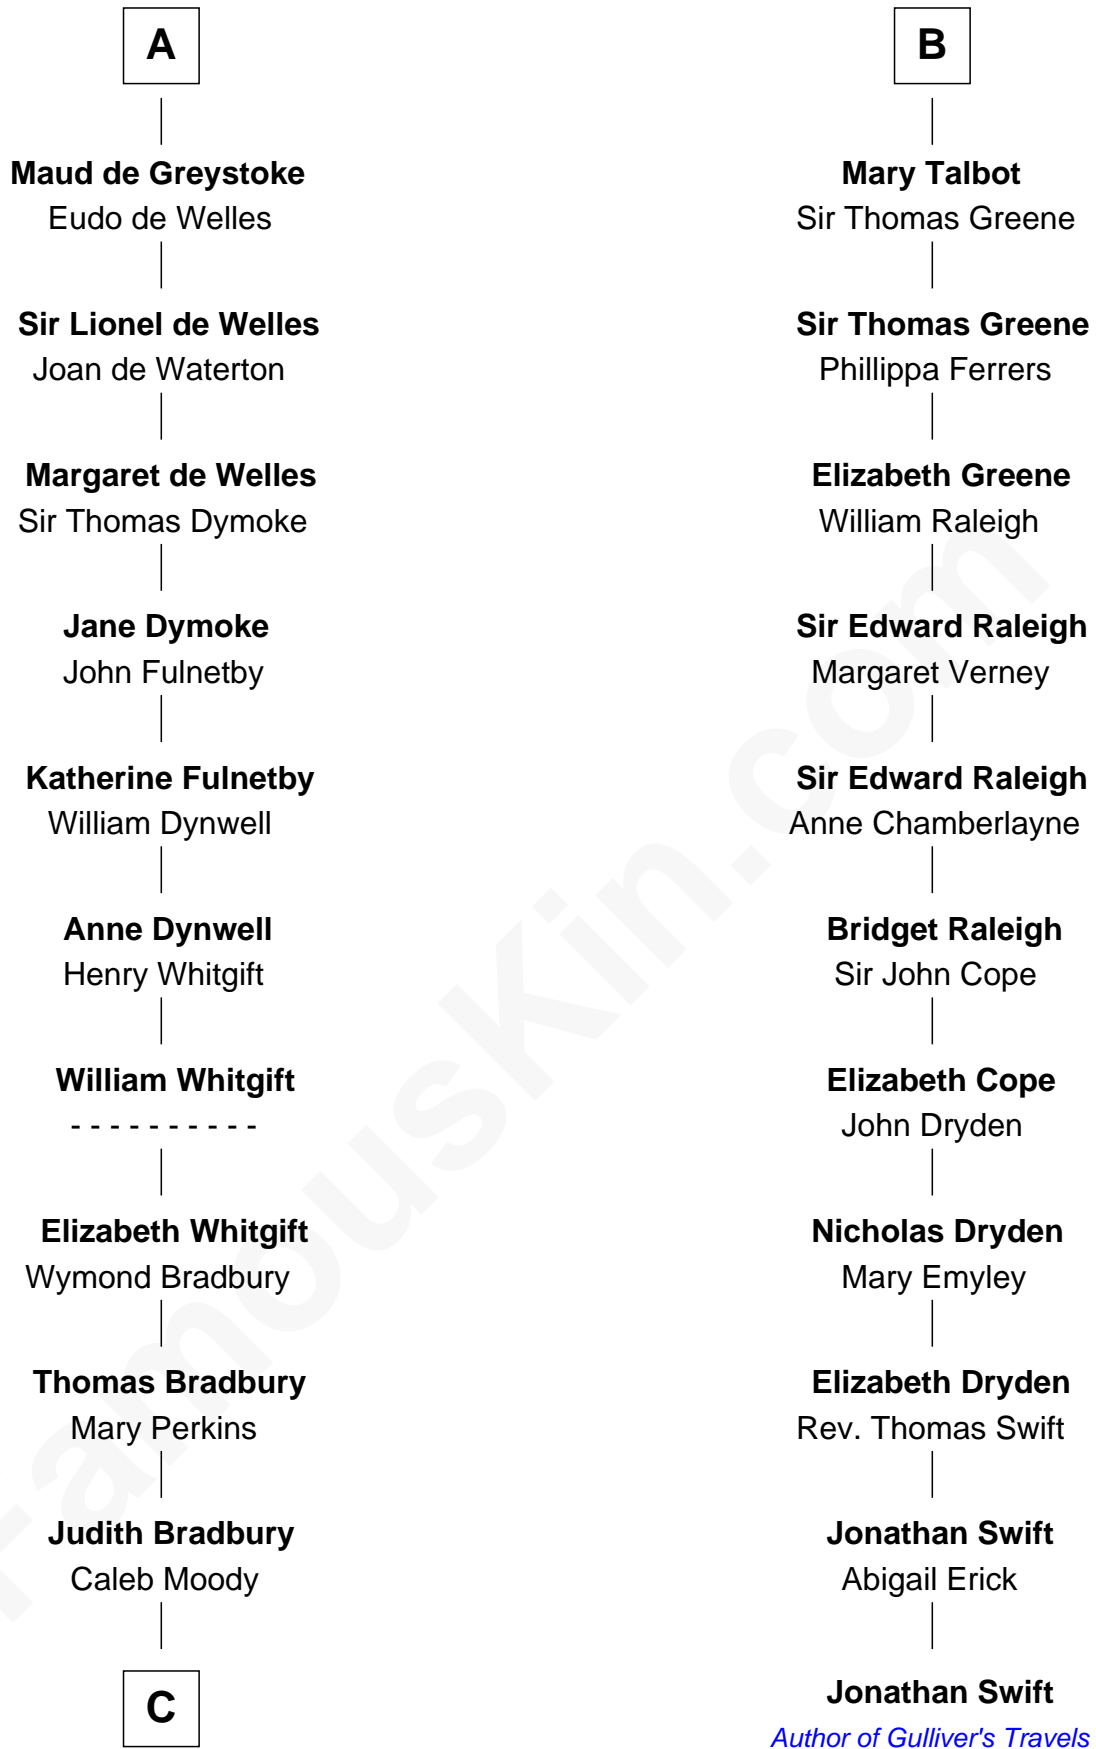 A
Maud de Greystoke
Eudo de Welles
Sir Lionel de Welles
Joan de Waterton
Margaret de Welles
Sir Thomas Dymoke
Jane Dymoke
John Fulnetby
Katherine Fulnetby
William Dynwell
Anne Dynwell
Henry Whitgift
William Whitgift
- - - - - - - - - -
Elizabeth Whitgift
Wymond Bradbury
Thomas Bradbury
Mary Perkins
Judith Bradbury
Caleb Moody
C
B
Mary Talbot
Sir Thomas Greene
Sir Thomas Greene
Phillippa Ferrers
Elizabeth Greene
William Raleigh
Sir Edward Raleigh
Margaret Verney
Sir Edward Raleigh
Anne Chamberlayne
Bridget Raleigh
Sir John Cope
Elizabeth Cope
John Dryden
Nicholas Dryden
Mary Emyley
Elizabeth Dryden
Rev. Thomas Swift
Jonathan Swift
Abigail Erick
Jonathan Swift
Author of Gulliver's Travels
FamousKin.com